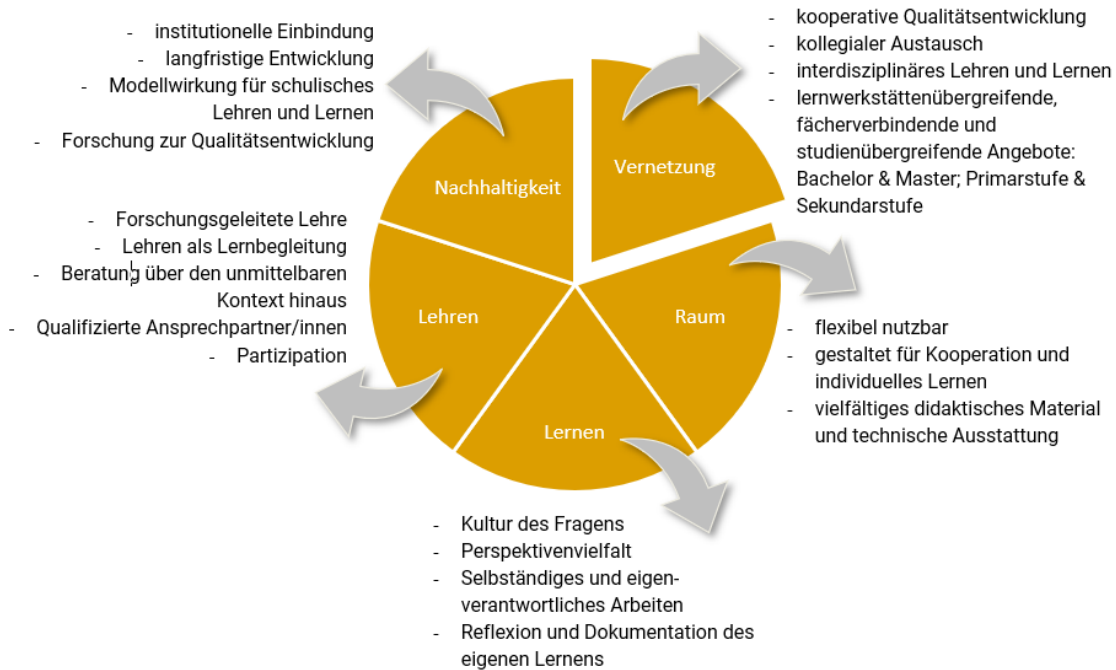 - institutionelle Einbindung
- langfristige Entwicklung
- Modellwirkung für schulisches
Lehren und Lernen
- Forschung zur Qualitätsentwicklung
Nachhaltigkeit
- kooperative Qualitätsentwicklung
- kollegialer Austausch
- interdisziplinäres Lehren und Lernen
- lernwerkstättenübergreifende,
fächerverbindende und
studienübergreifende Angebote:
Bachelor & Master; Primarstufe &
Sekundarstufe
Vernetzung
- Forschungsgeleitete Lehre
- Lehren als Lernbegleitung
- Beratung über den unmittelbaren
Kontext hinaus
- Qualifizierte Ansprechpartner/innen
- Partizipation
Lehren
Raum
- flexibel nutzbar
- gestaltet für Kooperation und
individuelles Lernen
- vielfältiges didaktisches Material
und technische Ausstattung
Lernen
- Kultur des Fragens
- Perspektivenvielfalt
- Selbständiges und eigen-
verantwortliches Arbeiten
- Reflexion und Dokumentation des
eigenen Lernens